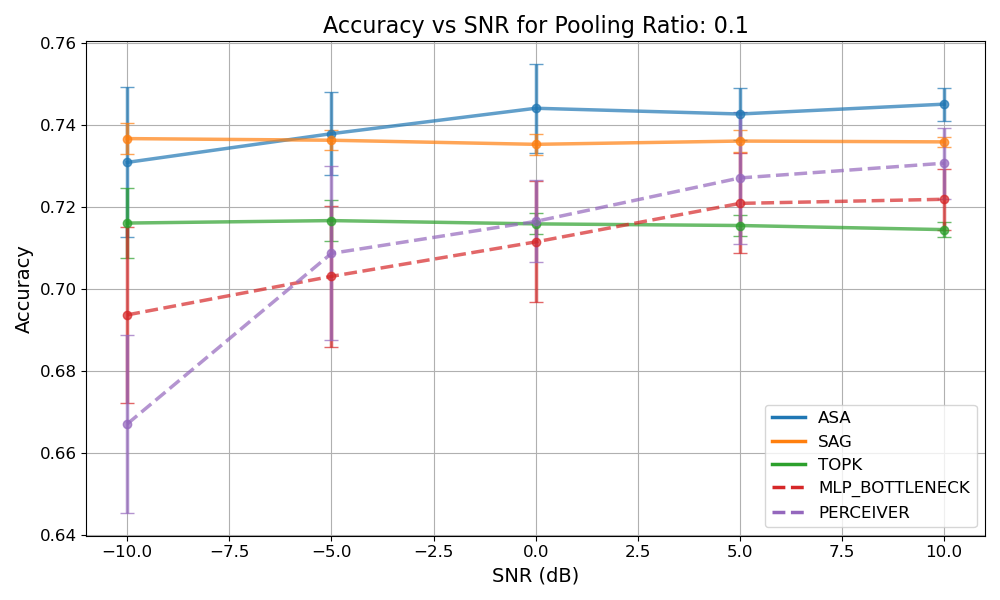 Accuracy vs SNR for Pooling Ratio: 0.1
0.76
0.74
0.72
0.70
0.68
0.66
0.64
Accuracy
−10.0
−7.5
−5.0
−2.5
0.0
2.5
5.0
7.5
10.0
SNR (dB)
ASA
SAG
TOPK
MLP_BOTTLENECK
PERCEIVER